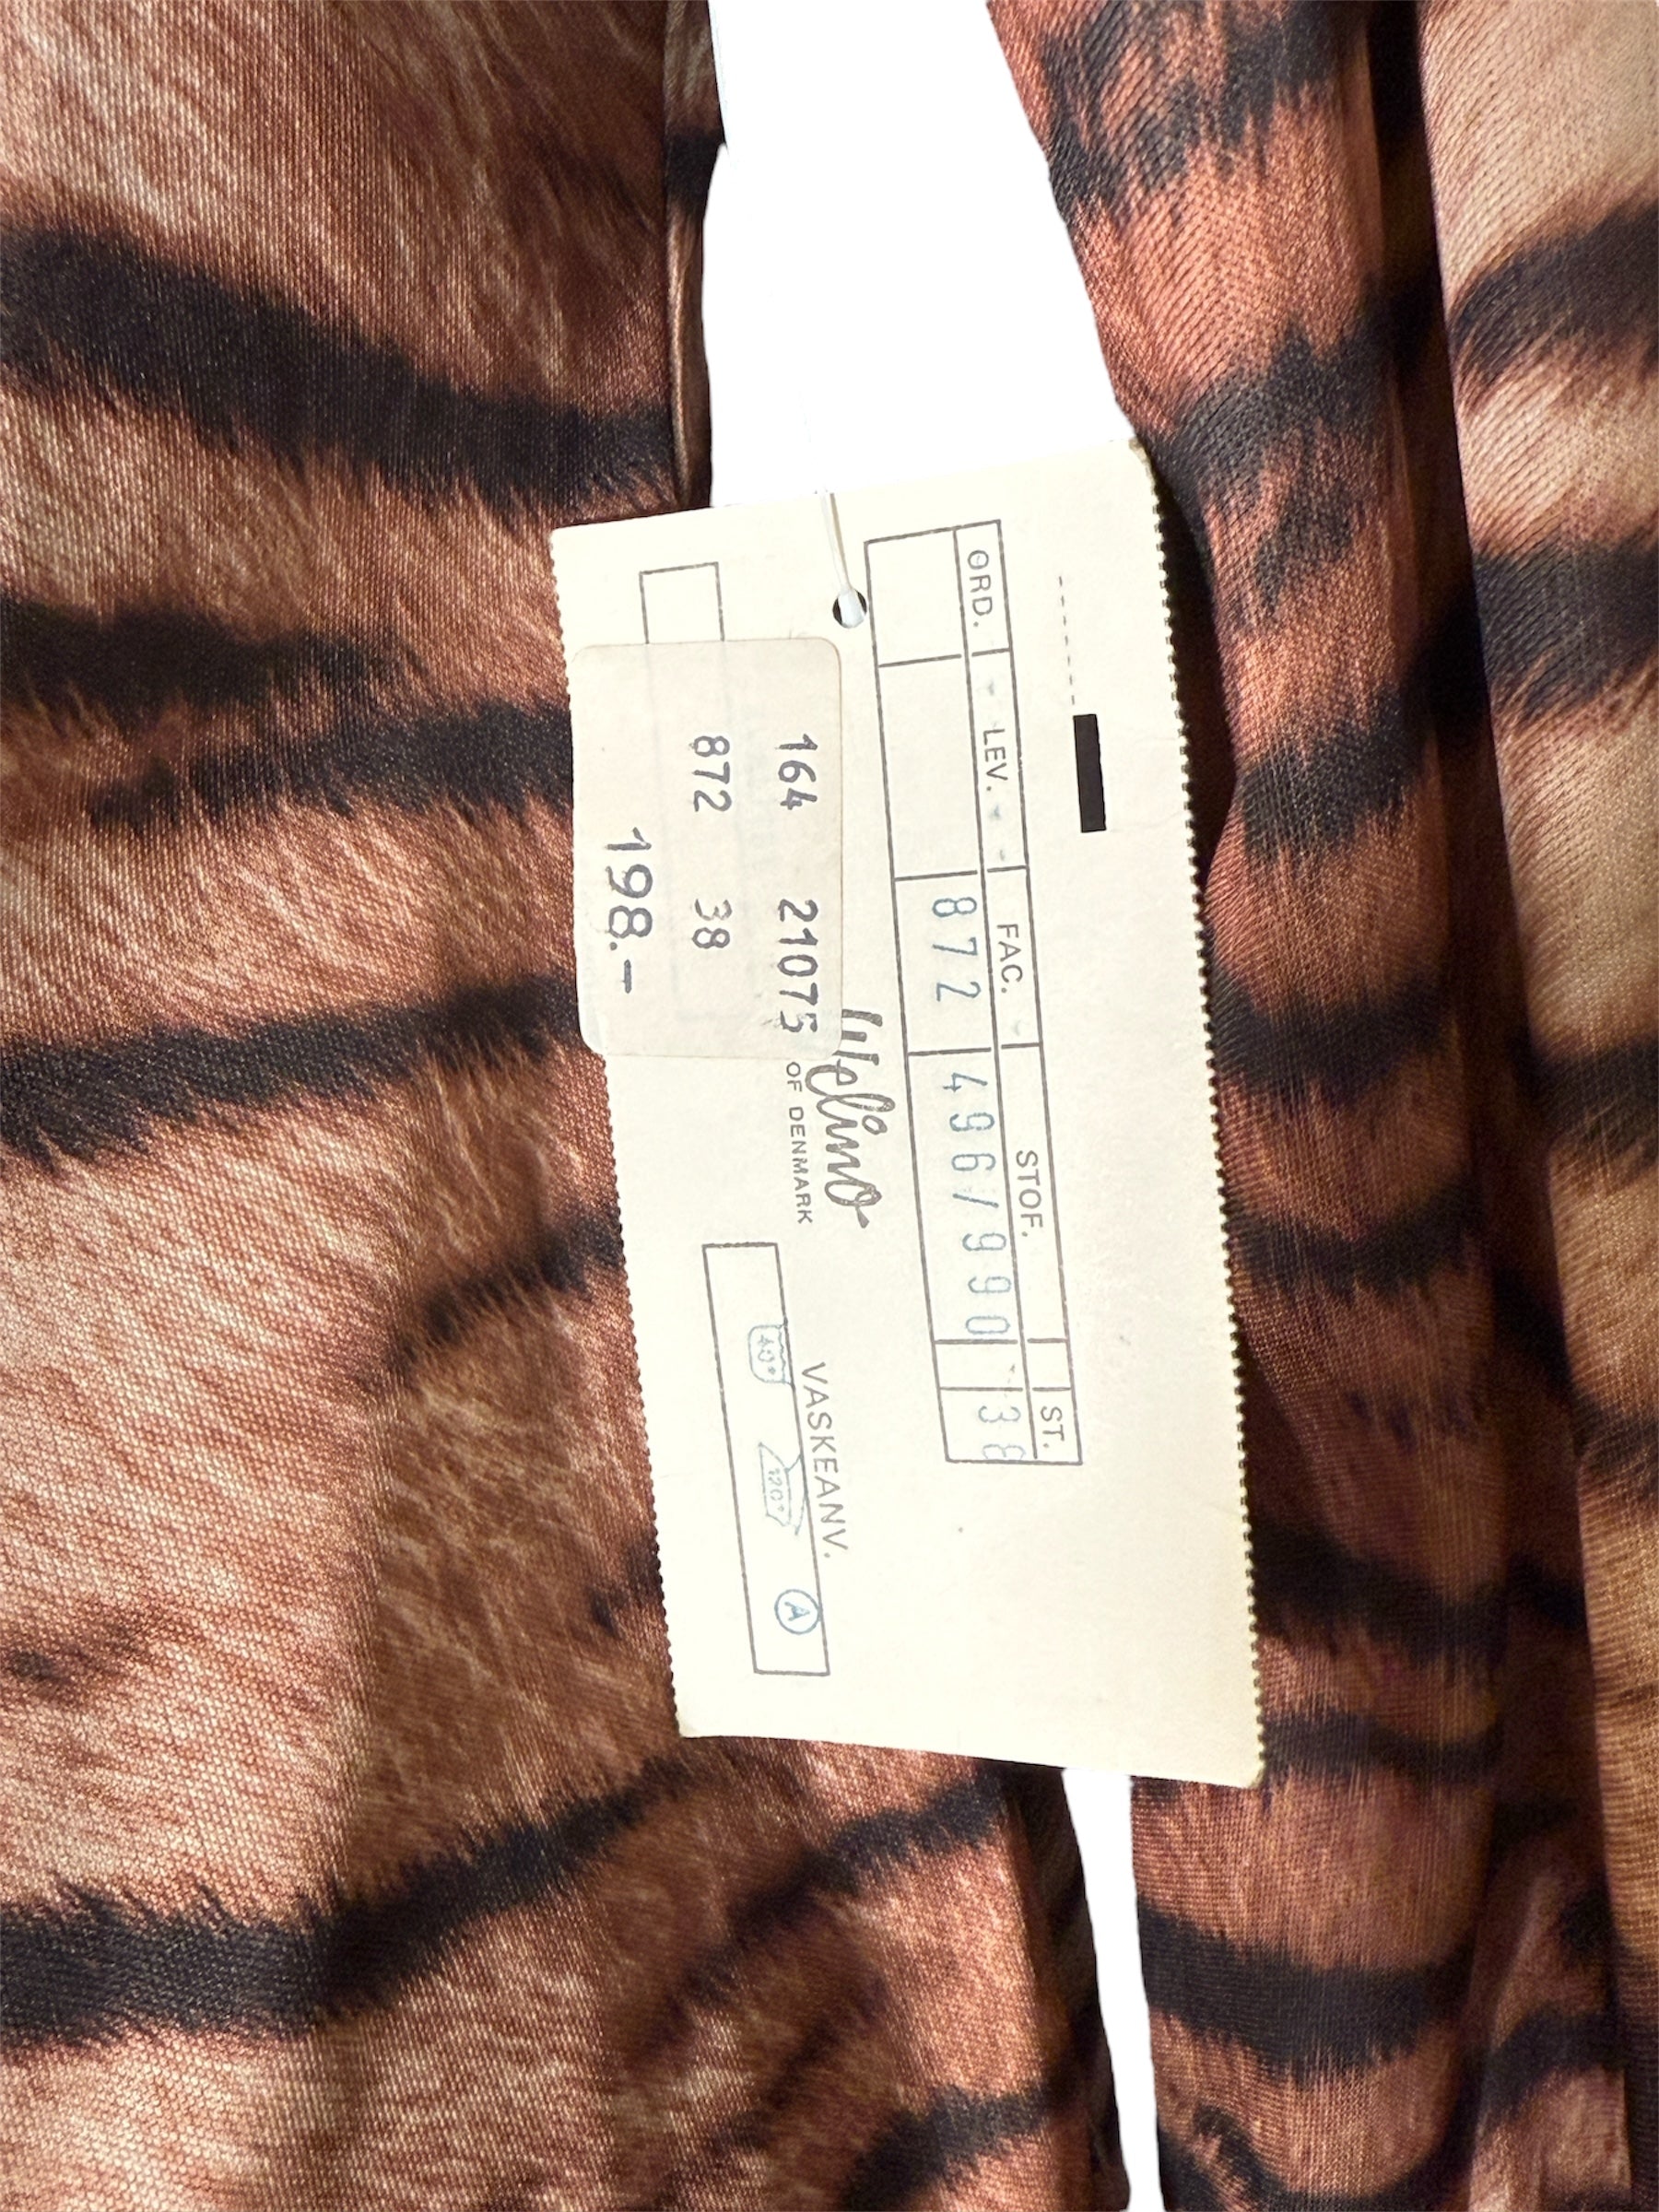 ORD. LEV. FAC. STOF. ST.
872 496/990 38
Melino
OF DENMARK
164 21075
872 38
198.-
VASKEANV.
40° 120° A